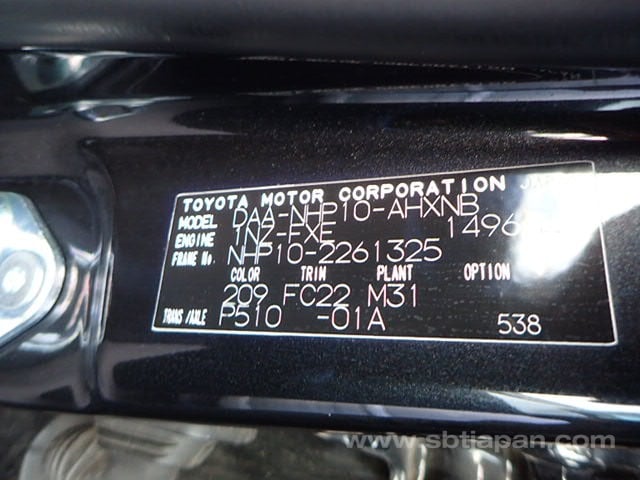 TOYOTA MOTOR CORPORATION
MODEL DAA-NHP10-AHXNB
ENGINE 1NZ-FXE
FRAME No. NHP10-2261325
COLOR TRIM PLANT OPTION
209 FC22 M31
TRANS/AXLE P510 -01A 538
www.sbtjapan.com